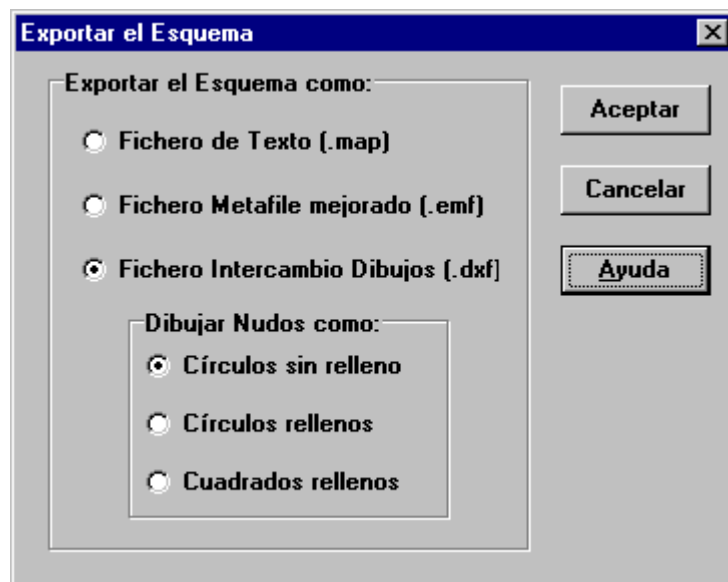 Exportar el Esquema
Exportar el Esquema como:
Fichero de Texto (.map)
Fichero Metafile mejorado (.emf)
Fichero Intercambio Dibujos (.dxf)
Dibujar Nudos como:
Círculos sin relleno
Círculos rellenos
Cuadrados rellenos
Aceptar
Cancelar
Ayuda